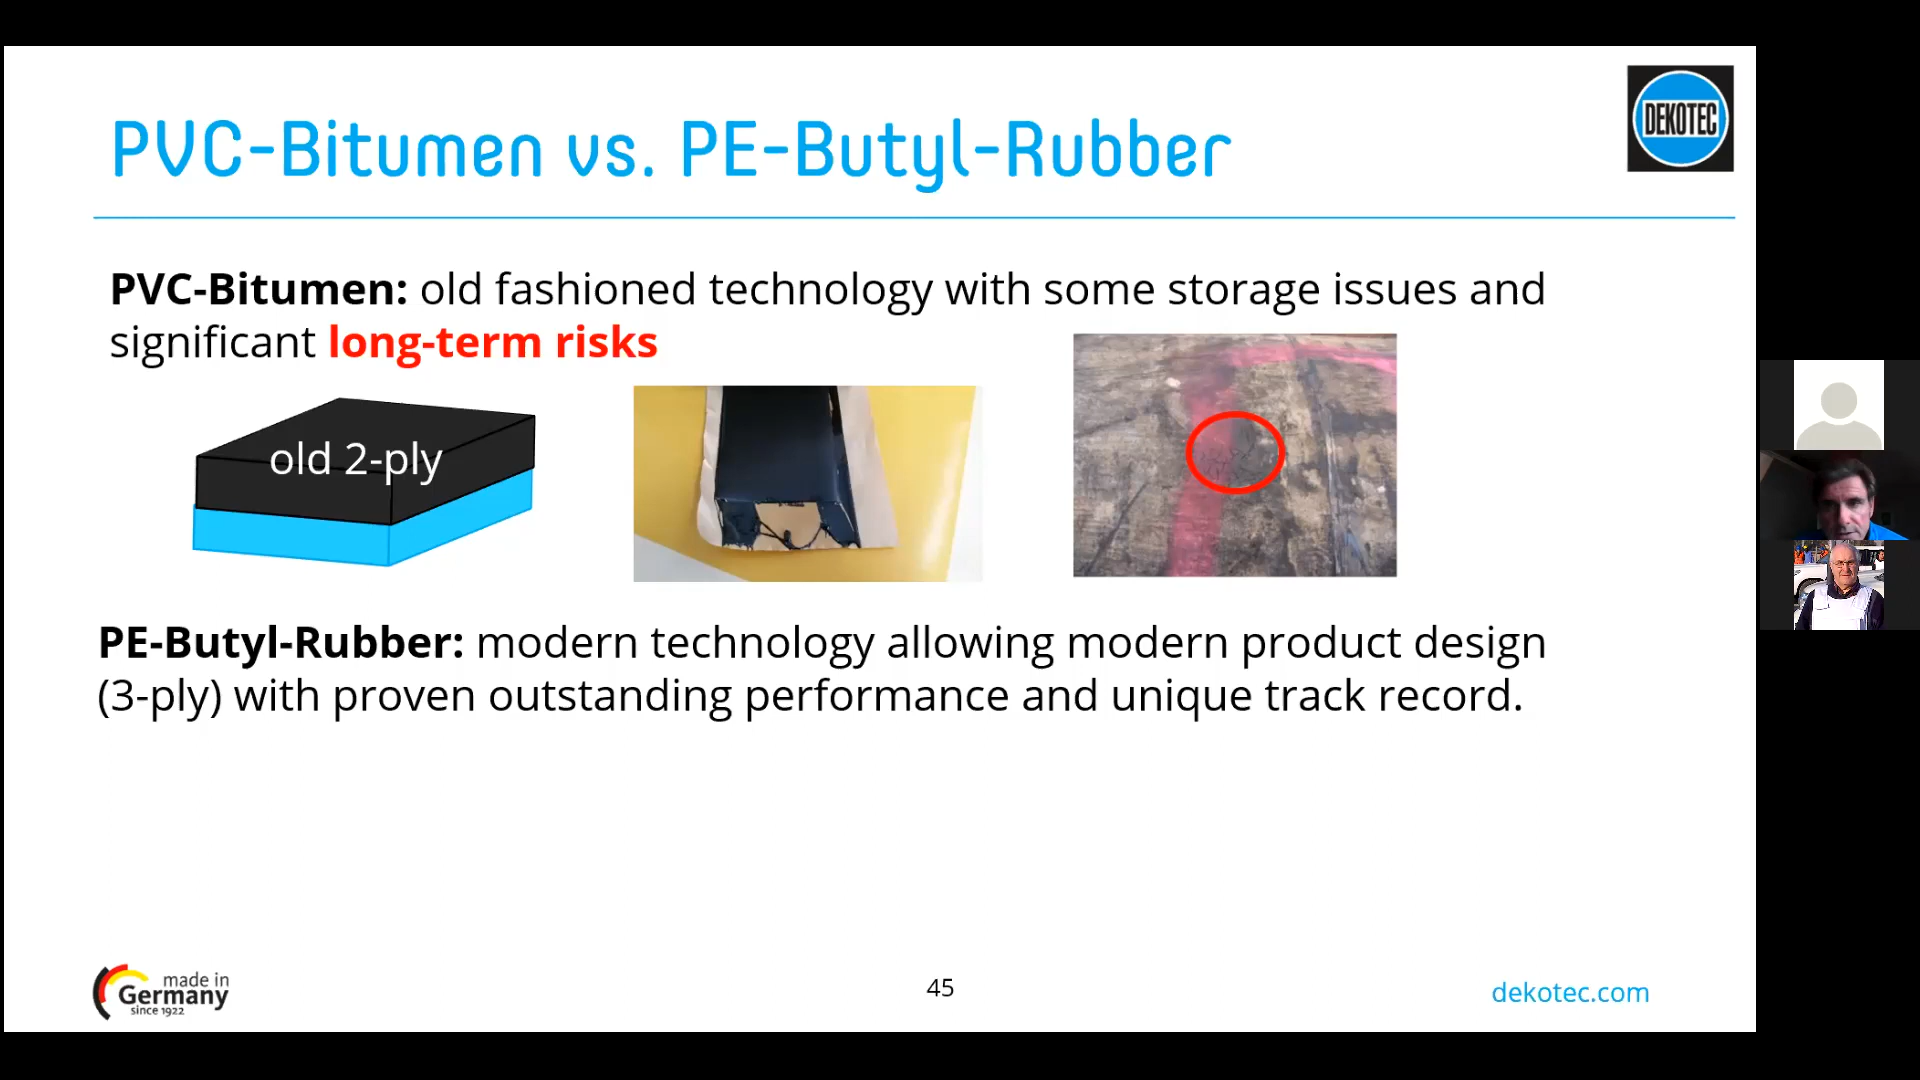 PVC-Bitumen vs. PE-Butyl-Rubber
DEKOTEC
PVC-Bitumen: old fashioned technology with some storage issues and
significant long-term risks
old 2-ply
PE-Butyl-Rubber: modern technology allowing modern product design
(3-ply) with proven outstanding performance and unique track record.
made in
Germany
since 1922
45
dekotec.com